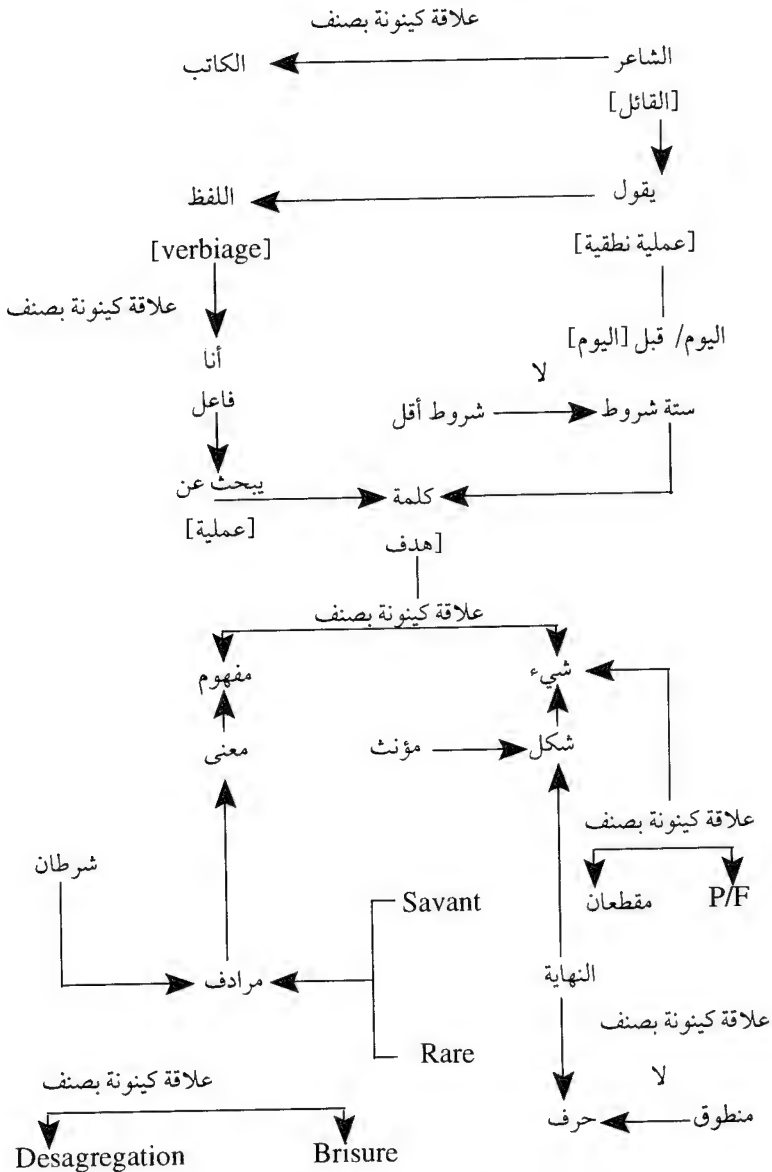 علاقة كينونة بصنف
الشاعر
الكاتب
[القائل]
يقول
اللفظ
[عملية نطقية]
[verbiage]
علاقة كينونة بصنف
اليوم/ قبل [اليوم]
أنا
لا
فاعل
ستة شروط
شروط أقل
يبحث عن
كلمة
[عملية]
هدف]
علاقة كينونة بصنف
شيء
مفهوم
شكل
مؤنث
معنى
علاقة كينونة بصنف
شرطان
P/F
مقطعان
Savant
النهاية
مرادف
علاقة كينونة بصنف
Rare
علاقة كينونة بصنف
لا
منطوق
حرف
Desagregation
Brisure